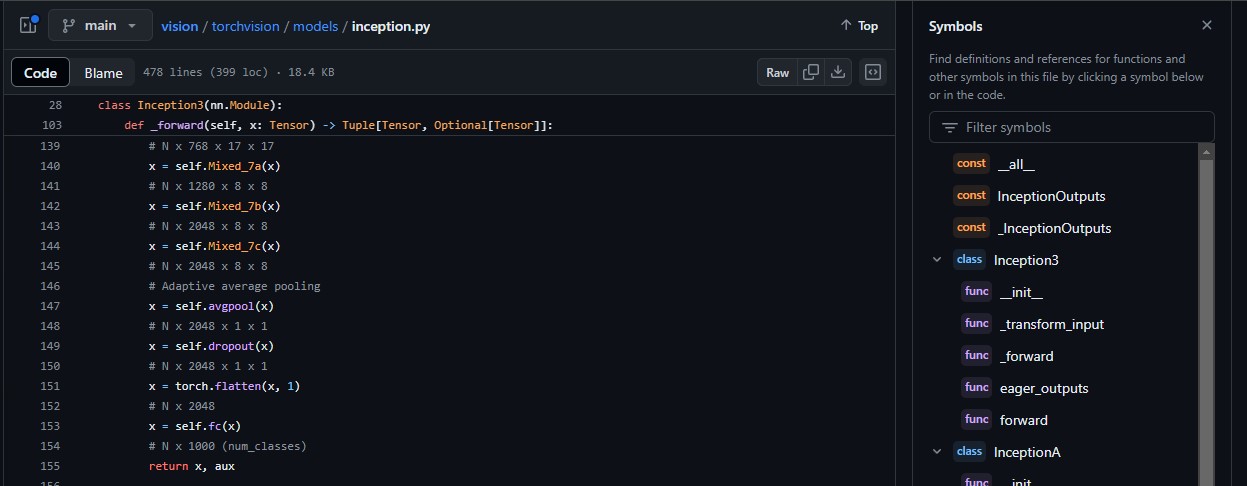 main
vision / torchvision / models / inception.py
Top
Code
Blame
478 lines (399 loc) · 18.4 KB
Raw
28 class Inception3(nn.Module):
103 def _forward(self, x: Tensor) -> Tuple[Tensor, Optional[Tensor]]:
139 # N x 768 x 17 x 17
140 x = self.Mixed_7a(x)
141 # N x 1280 x 8 x 8
142 x = self.Mixed_7b(x)
143 # N x 2048 x 8 x 8
144 x = self.Mixed_7c(x)
145 # N x 2048 x 8 x 8
146 # Adaptive average pooling
147 x = self.avgpool(x)
148 # N x 2048 x 1 x 1
149 x = self.dropout(x)
150 # N x 2048 x 1 x 1
151 x = torch.flatten(x, 1)
152 # N x 2048
153 x = self.fc(x)
154 # N x 1000 (num_classes)
155 return x, aux
156
Symbols
Find definitions and references for functions and
other symbols in this file by clicking a symbol below
or in the code.
Filter symbols
const __all__
const InceptionOutputs
const _InceptionOutputs
class Inception3
func __init__
func _transform_input
func _forward
func eager_outputs
func forward
class InceptionA
func __init__